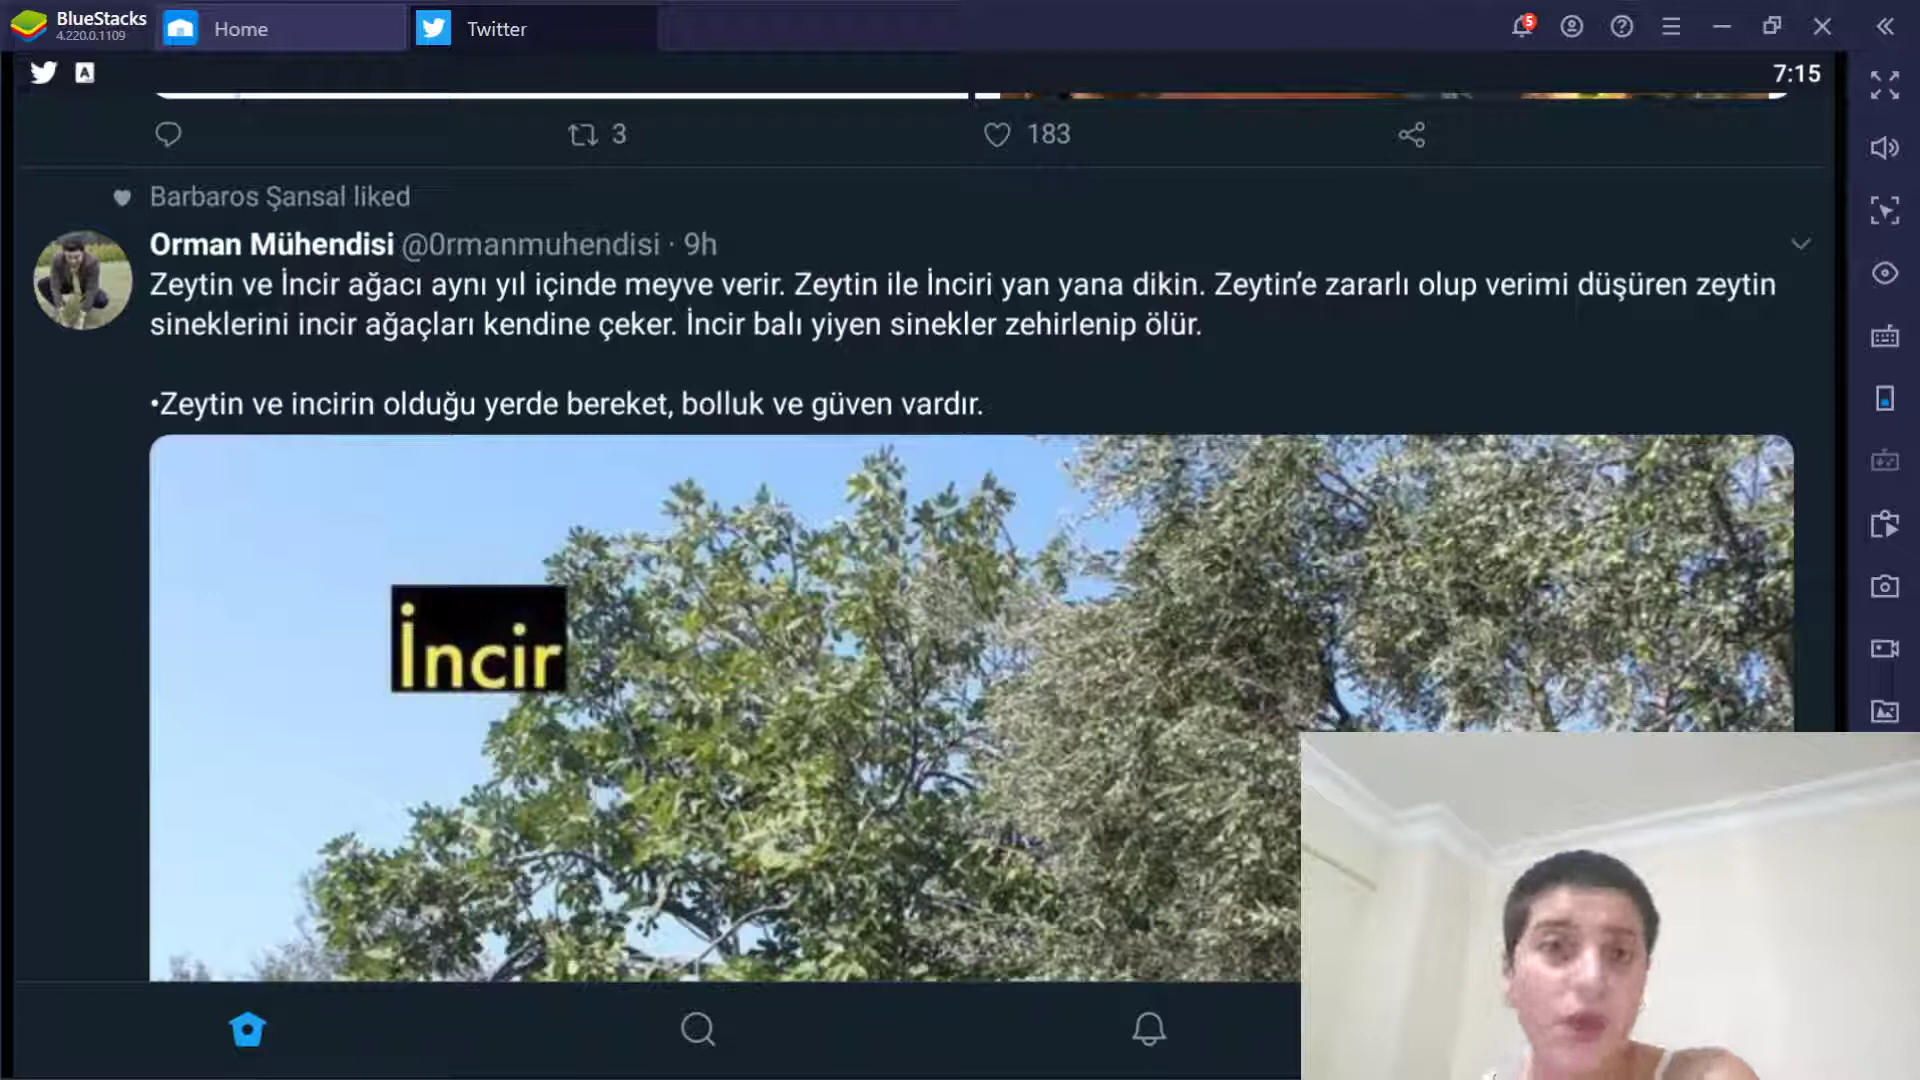 BlueStacks
4.220.0.1109
Home
Twitter
5
A
7:15
3
183
Barbaros Şansal liked
Orman Mühendisi @0rmanmuhendisi · 9h
Zeytin ve İncir ağacı aynı yıl içinde meyve verir. Zeytin ile İnciri yan yana dikin. Zeytin’e zararlı olup verimi düşüren zeytin
sineklerini incir ağaçları kendine çeker. İncir balı yiyen sinekler zehirlenip ölür.
•Zeytin ve incirin olduğu yerde bereket, bolluk ve güven vardır.
İncir